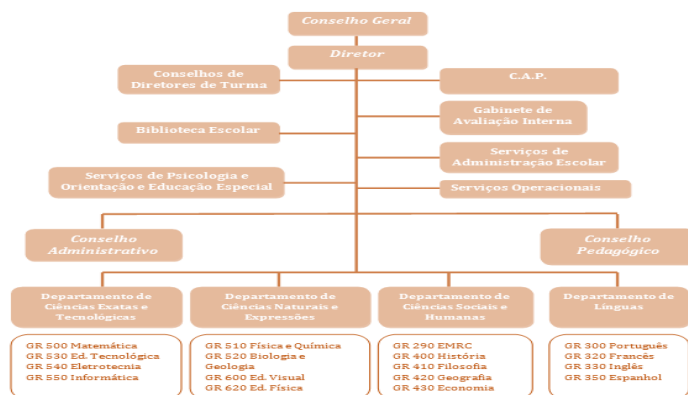 Conselho Geral
Diretor
Conselhos de
Diretores de Turma
C.A.P.
Gabinete de
Avaliação Interna
Biblioteca Escolar
Serviços de
Administração Escolar
Serviços de Psicologia e
Orientação e Educação Especial
Serviços Operacionais
Conselho
Administrativo
Conselho
Pedagógico
Departamento de
Ciências Exatas e
Tecnológicas
Departamento de
Ciências Naturais e
Expressões
Departamento de
Ciências Sociais e
Humanas
Departamento de
Línguas
GR 500 Matemática
GR 530 Ed. Tecnológica
GR 540 Eletrotecnia
GR 550 Informática
GR 510 Física e Química
GR 520 Biologia e
Geologia
GR 600 Ed. Visual
GR 620 Ed. Física
GR 290 EMRC
GR 400 História
GR 410 Filosofia
GR 420 Geografia
GR 430 Economia
GR 300 Português
GR 320 Francês
GR 330 Inglês
GR 350 Espanhol